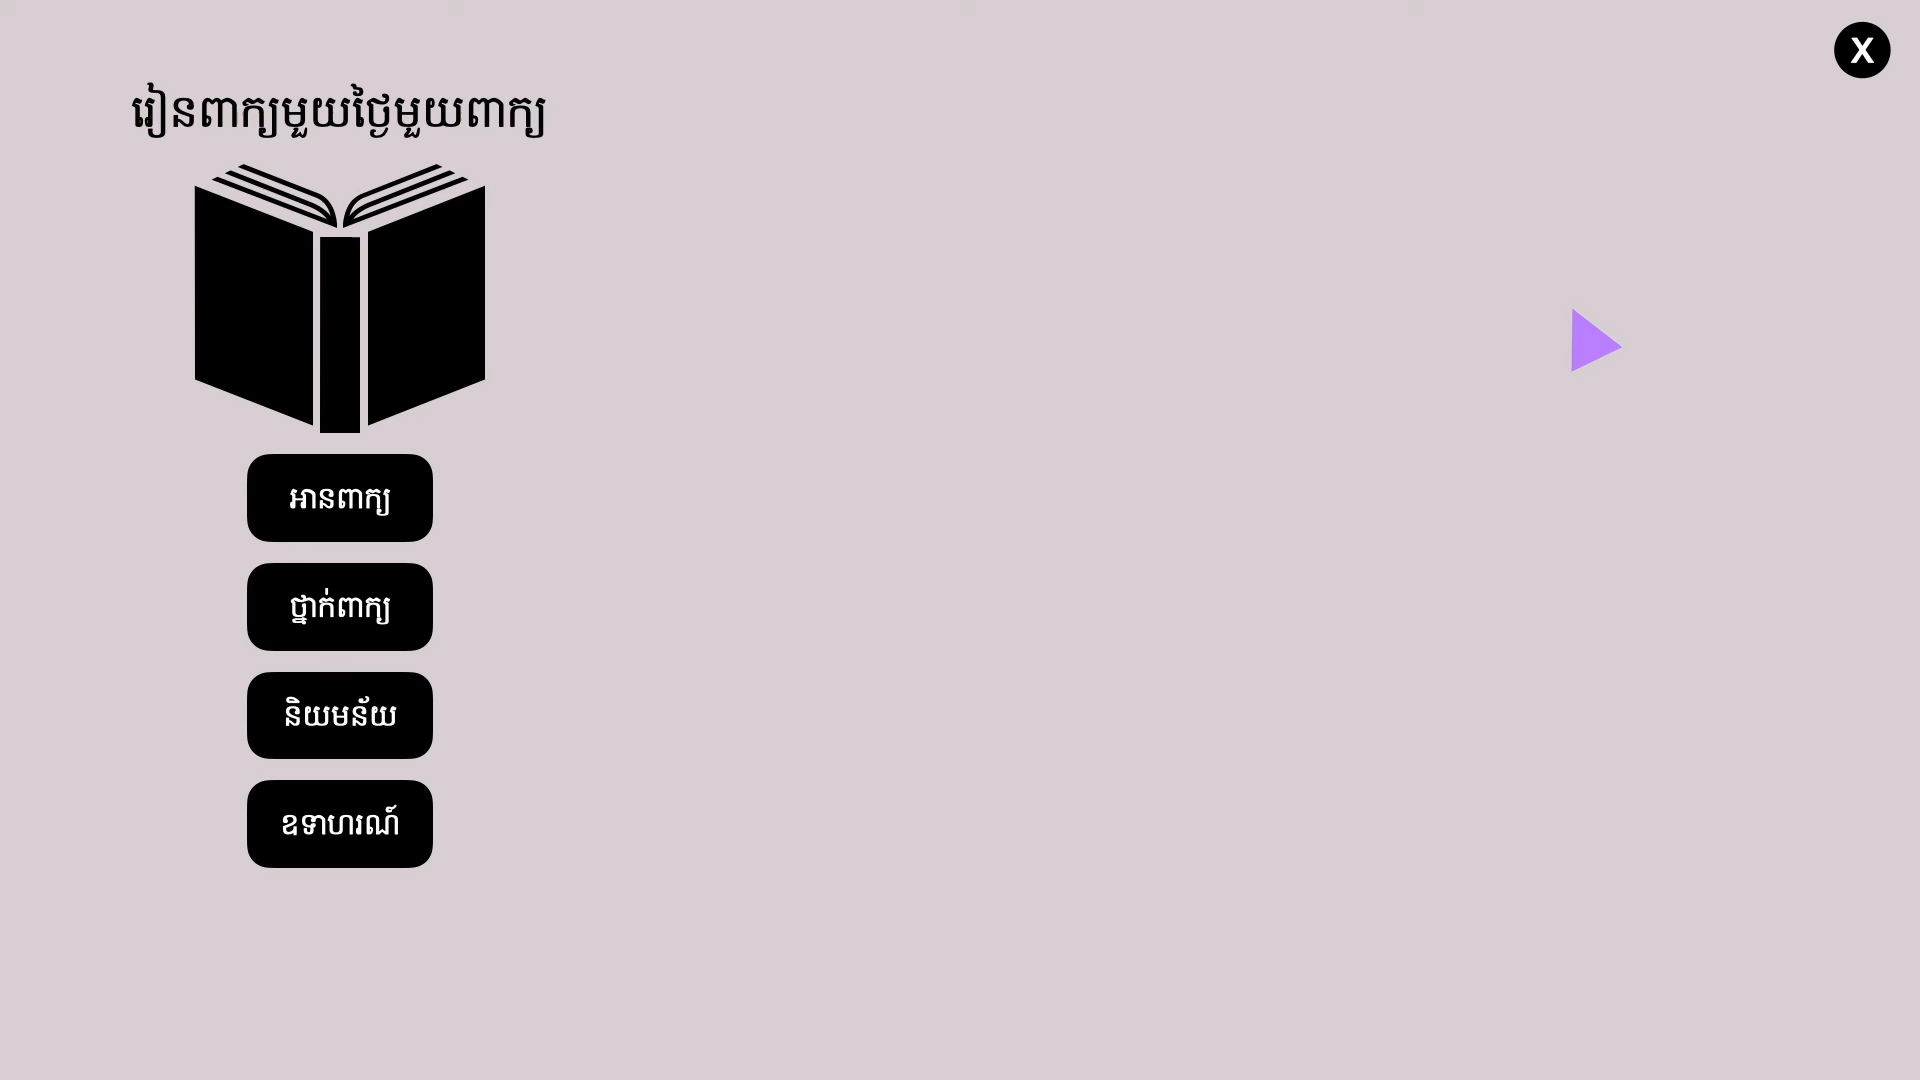 X
រៀនពាក្យមួយថ្ងៃមួយពាក្យ
អានពាក្យ
ថ្នាក់ពាក្យ
និយមន័យ
ឧទាហរណ៍